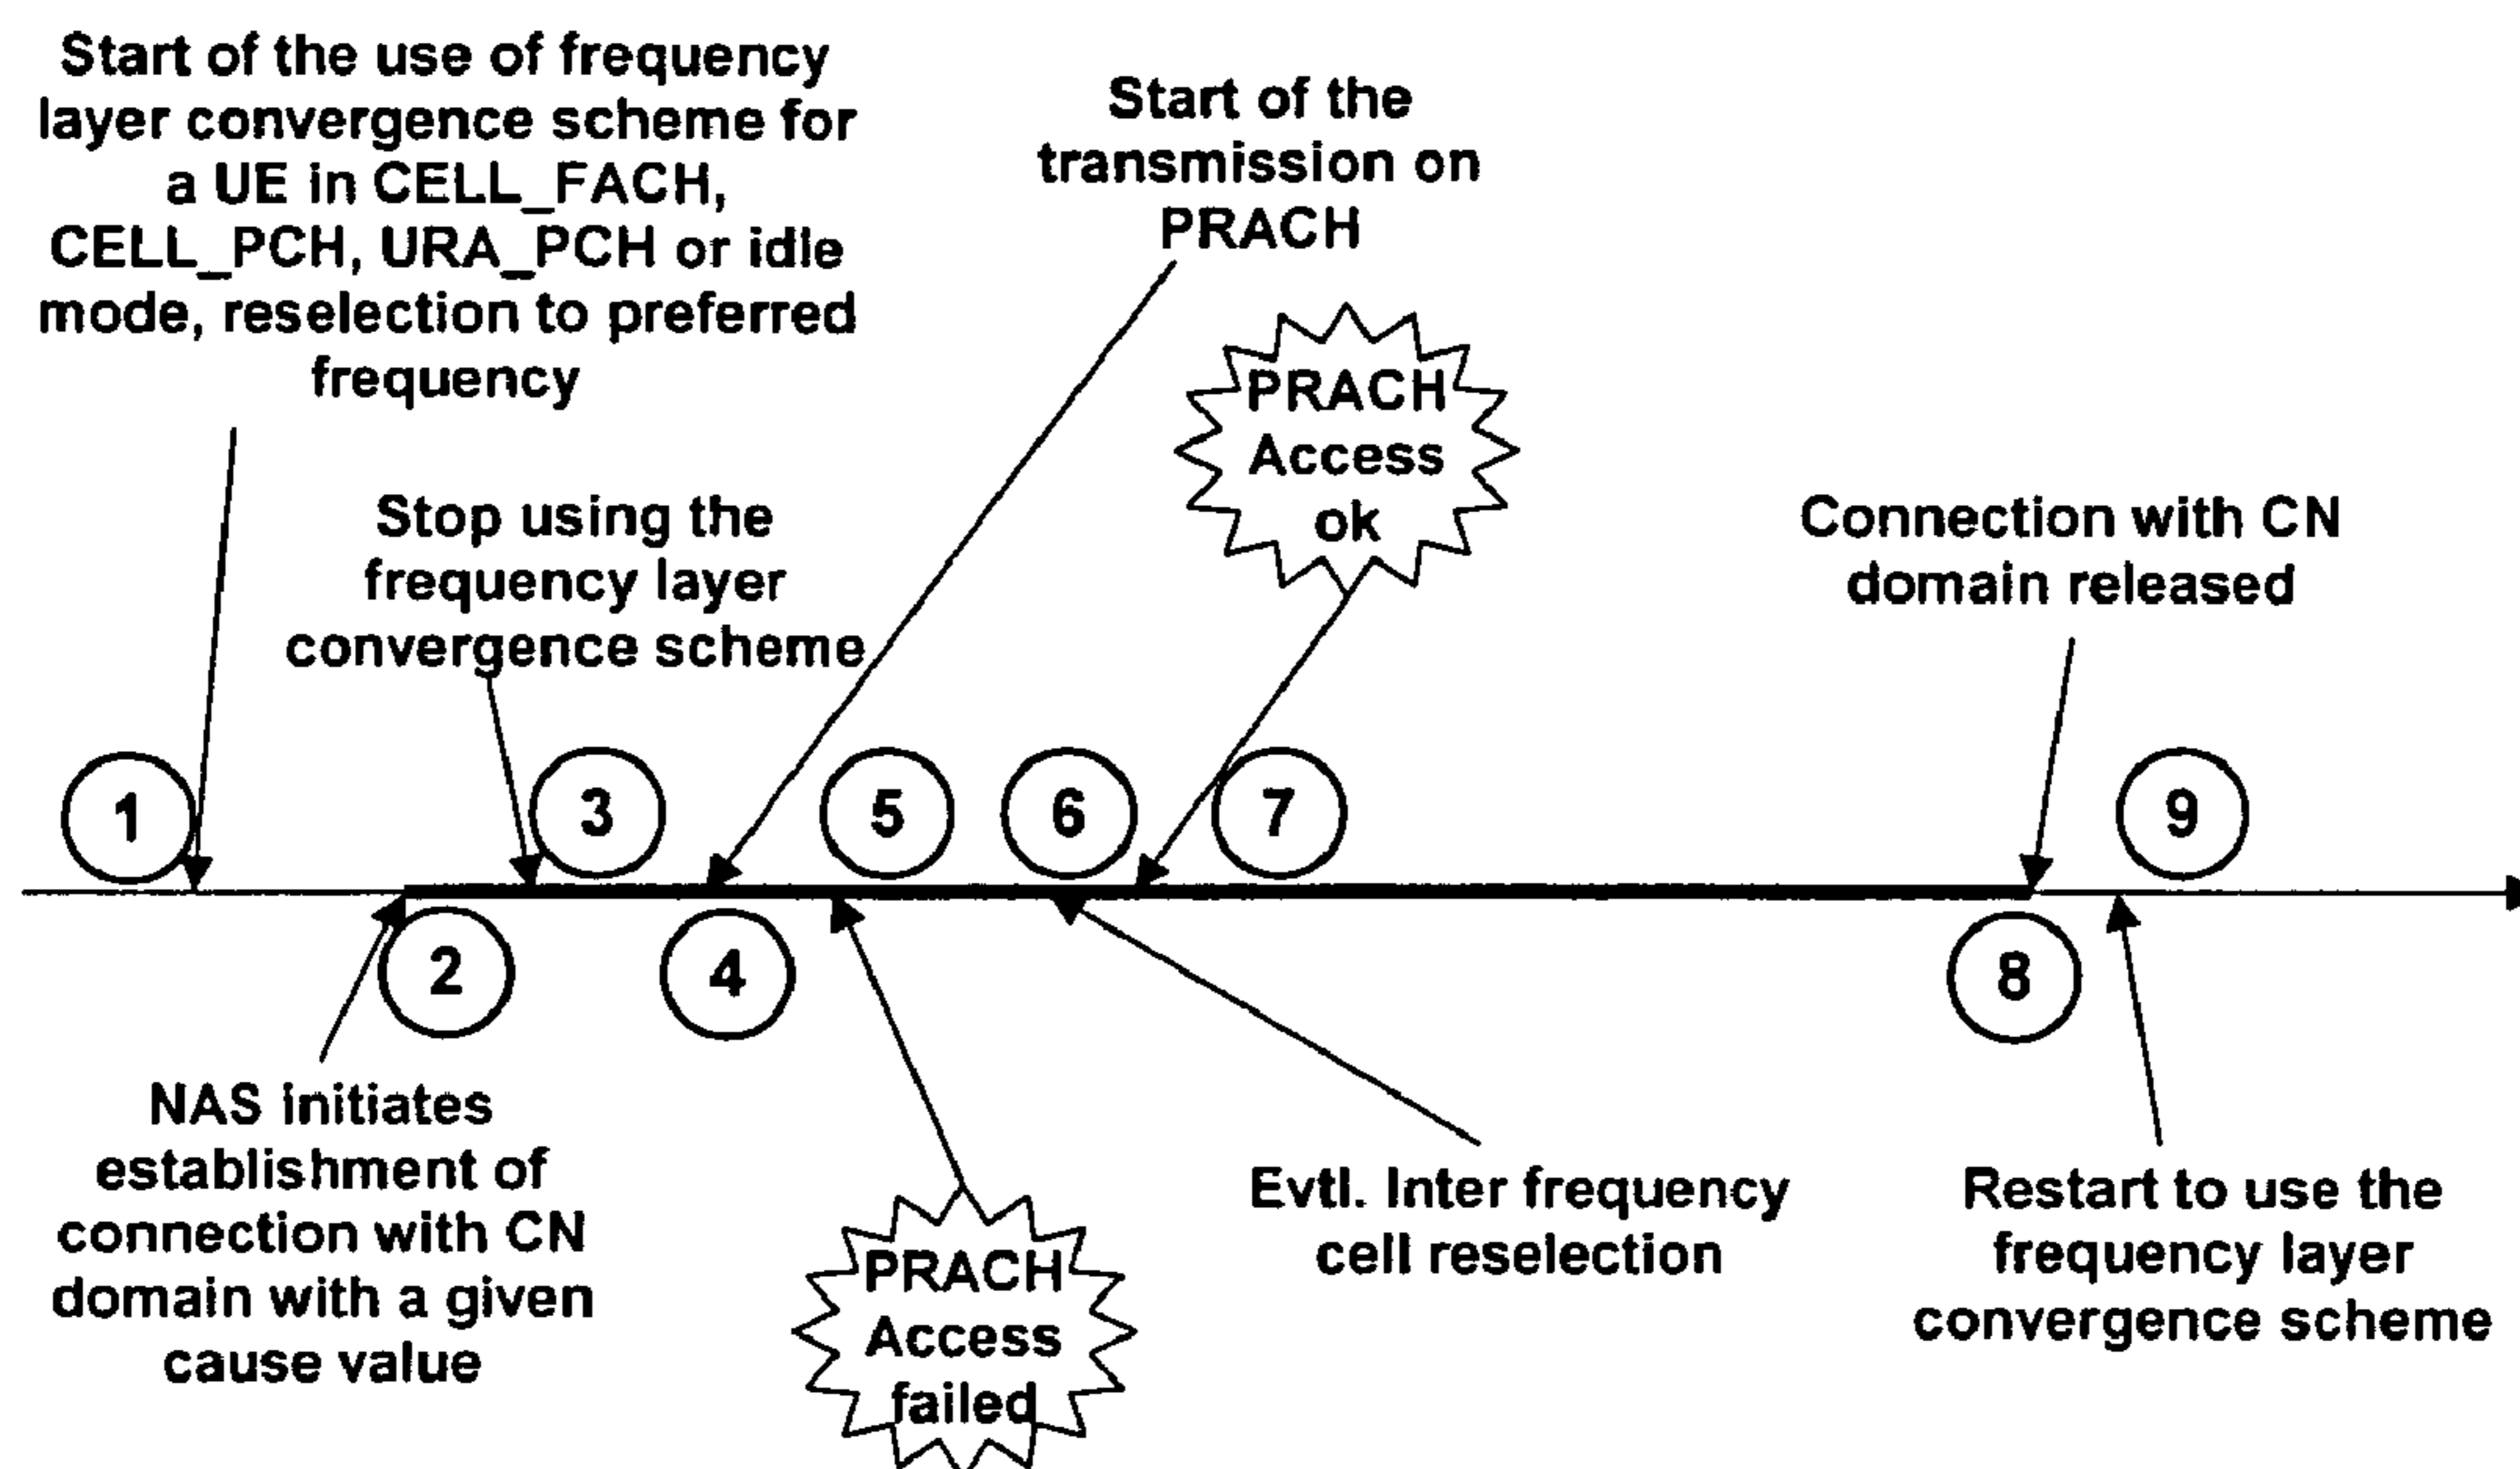 Start of the use of frequency
layer convergence scheme for
a UE in CELL_FACH,
CELL_PCH, URA_PCH or idle
mode, reselection to preferred
frequency
Start of the
transmission on
PRACH
PRACH
Access
ok
Stop using the
frequency layer
convergence scheme
Connection with CN
domain released
1
3
5
6
7
9
2
4
8
NAS initiates
establishment of
connection with CN
domain with a given
cause value
PRACH
Access
failed
Evtl. Inter frequency
cell reselection
Restart to use the
frequency layer
convergence scheme